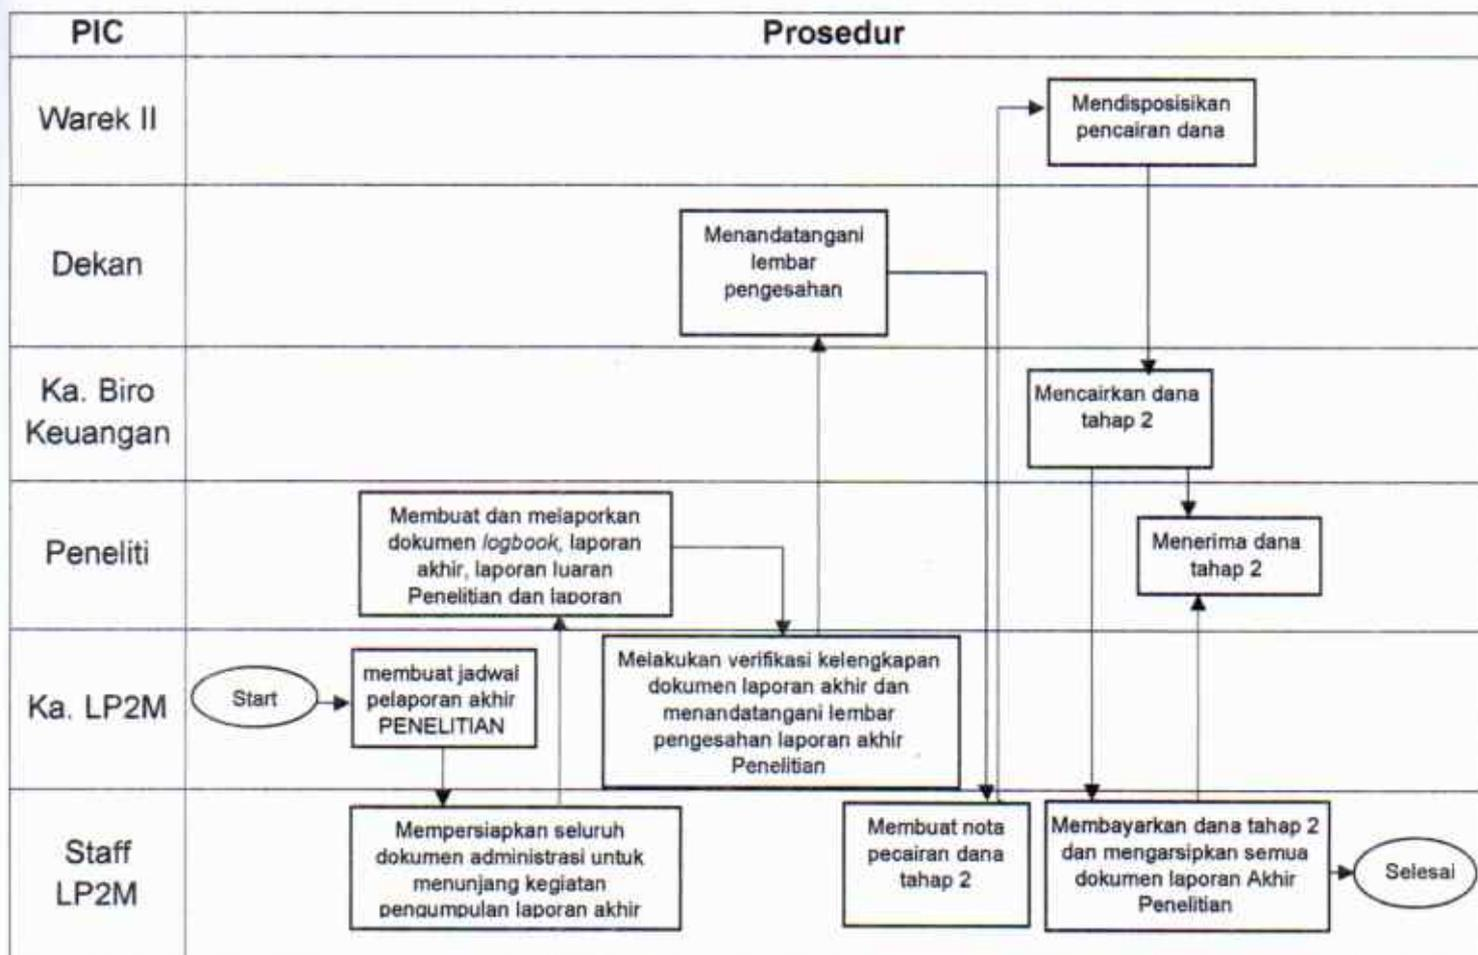 PIC
Prosedur
Warek II
Mendisposisikan
pencairan dana
Dekan
Menandatangani
lembar
pengesahan
Ka. Biro
Keuangan
Mencairkan dana
tahap 2
Peneliti
Membuat dan melaporkan
dokumen logbook, laporan
akhir, laporan luaran
Penelitian dan laporan
Menerima dana
tahap 2
Ka. LP2M
Start
membuat jadwal
pelaporan akhir
PENELITIAN
Melakukan verifikasi kelengkapan
dokumen laporan akhir dan
menandatangani lembar
pengesahan laporan akhir
Penelitian
Staff
LP2M
Mempersiapkan seluruh
dokumen administrasi untuk
menunjang kegiatan
pengumpulan laporan akhir
Membuat nota
pecairan dana
tahap 2
Membayarkan dana tahap 2
dan mengarsipkan semua
dokumen laporan Akhir
Penelitian
Selesai